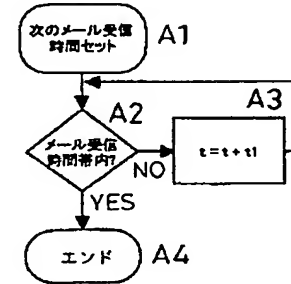 次のメール受信
時間セット
A1
A2
A3
メール受信
時間帯内?
NO
t=t+t1
YES
エンド
A4